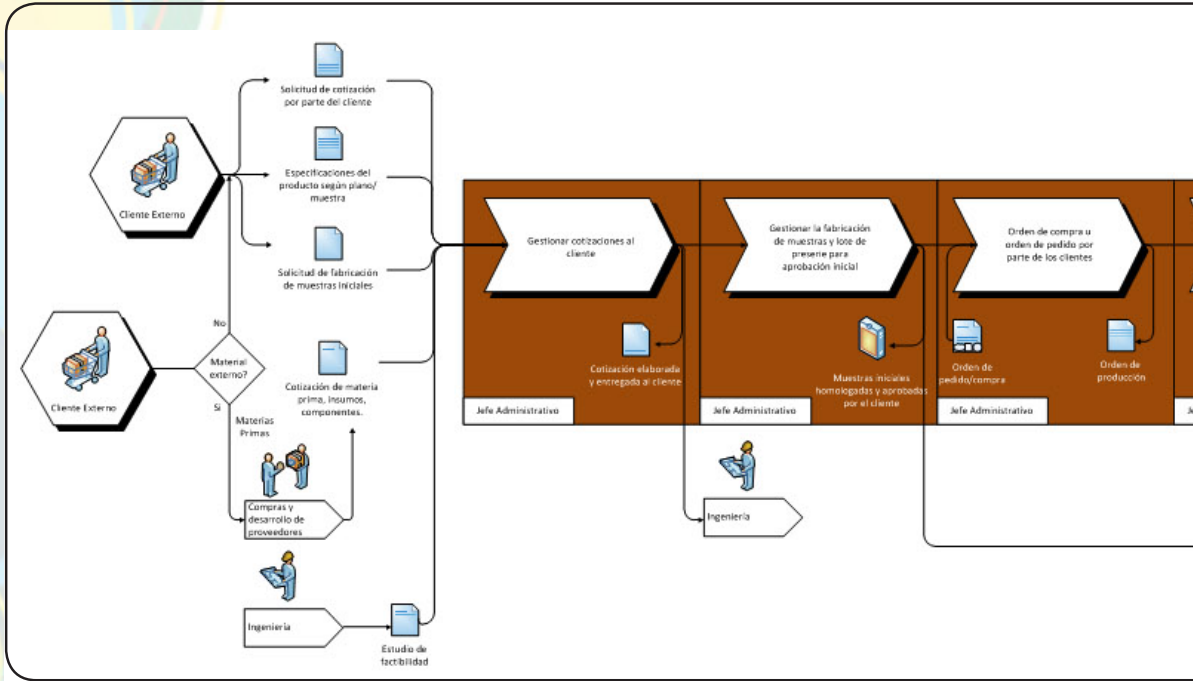 Solicitud de cotización
por parte del cliente
Especificaciones del
producto según plano/
muestra
Cliente Externo
Solicitud de fabricación
de muestras iniciales
Gestionar cotizaciones al
cliente
Gestionar la fabricación
de muestras y lote de
preserie para
aprobación inicial
Orden de compra u
orden de pedido por
parte de los clientes
No
Material
externo?
Si
Cliente Externo
Cotización de materia
prima, insumos,
componentes.
Materias
Primas
Cotización elaborada
y entregada al cliente
Muestras iniciales
homologadas y aprobadas
por el cliente
Orden de
pedido/compra
Orden de
producción
Jefe Administrativo
Jefe Administrativo
Jefe Administrativo
Compras y
desarrollo de
proveedores
Ingeniería
Ingeniería
Estudio de
factibilidad